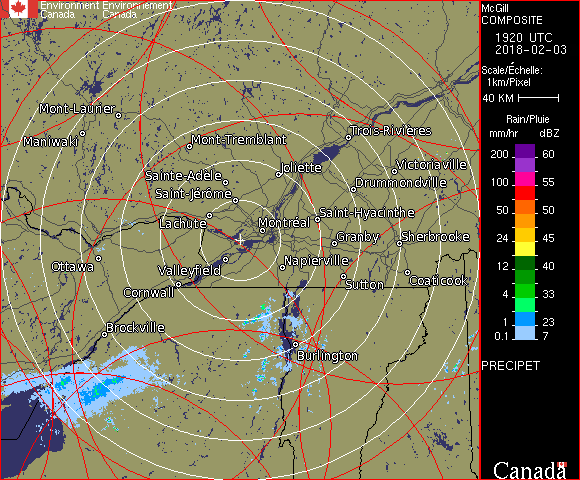 Environment Environnement
Canada Canada
McGill
COMPOSITE
1920 UTC
2018-02-03
Scale/Échelle:
1km/Pixel
40 KM
Rain/Pluie
mm/hr dBZ
200 60
100 55
50 50
24 45
12 40
4 33
1 23
0.1 7
PRECIPET
Canada
Mont-Laurier
Maniwaki
Mont-Tremblant
Trois-Rivières
Joliette
Victoriaville
Sainte-Adèle
Drummondville
Saint-Jérôme
Saint-Hyacinthe
Lachute
Montréal
Granby
Sherbrooke
Ottawa
Valleyfield
Napierville
Cornwall
Sutton
Coaticook
Brockville
Burlington